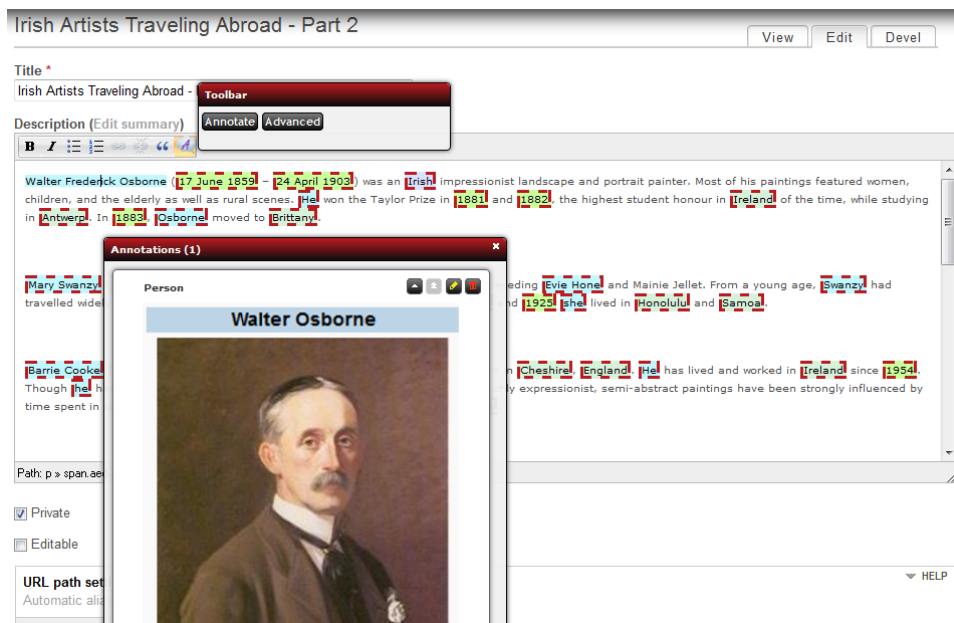 Irish Artists Traveling Abroad - Part 2
View Edit Devel
Title *
Irish Artists Traveling Abroad -
Toolbar
Annotate Advanced
Description (Edit summary)
B I
Walter Frederick Osborne (17 June 1859 – 24 April 1903) was an Irish impressionist landscape and portrait painter. Most of his paintings featured women,
children, and the elderly as well as rural scenes. He won the Taylor Prize in 1881 and 1882, the highest student honour in Ireland of the time, while studying
in Antwerp. In 1883, Osborne moved to Brittany.
Annotations (1)
Mary Swanzy eding Evie Hone and Mainie Jellet. From a young age, Swanzy had
travelled wide nd 1925 she lived in Honolulu and Samoa.
Person
Walter Osborne
Barrie Cooke n Cheshire, England. He has lived and worked in Ireland since 1954.
Though he h ly expressionist, semi-abstract paintings have been strongly influenced by
time spent in
Path: p » span.ae
Private
Editable
URL path set
HELP
Automatic alia